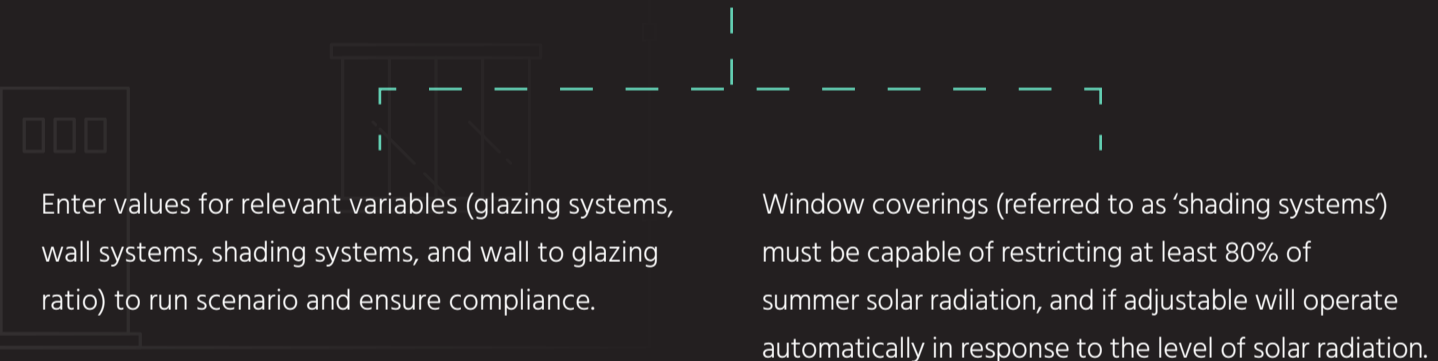 Enter values for relevant variables (glazing systems,
wall systems, shading systems, and wall to glazing
ratio) to run scenario and ensure compliance.
Window coverings (referred to as ‘shading systems’)
must be capable of restricting at least 80% of
summer solar radiation, and if adjustable will operate
automatically in response to the level of solar radiation.